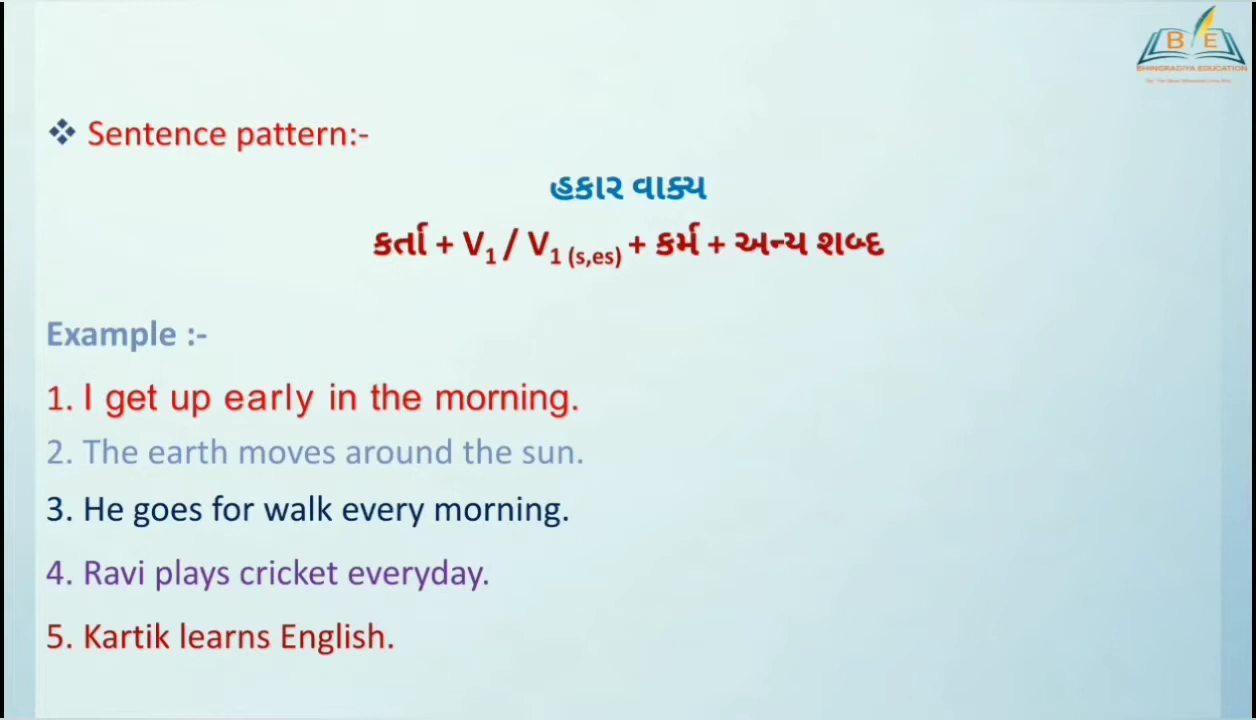 B E
BHINGRADIYA EDUCATION
❖ Sentence pattern:-
હકાર વાક્ય
કર્તા + V1 / V1 (s,es) + કર્મ + અન્ય શબ્દ
Example :-
1. I get up early in the morning.
2. The earth moves around the sun.
3. He goes for walk every morning.
4. Ravi plays cricket everyday.
5. Kartik learns English.